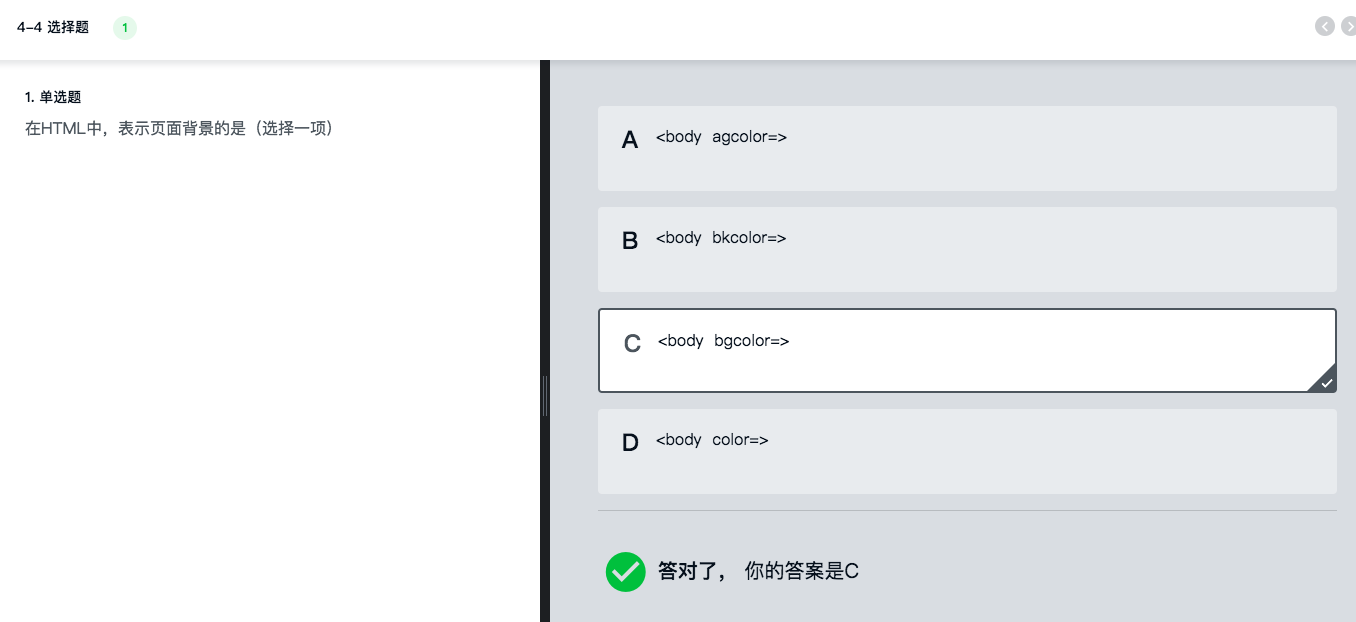 4-4 选择题 1
1. 单选题
在HTML中，表示页面背景的是（选择一项）
A <body agcolor=>
B <body bkcolor=>
C <body bgcolor=>
D <body color=>
答对了， 你的答案是C